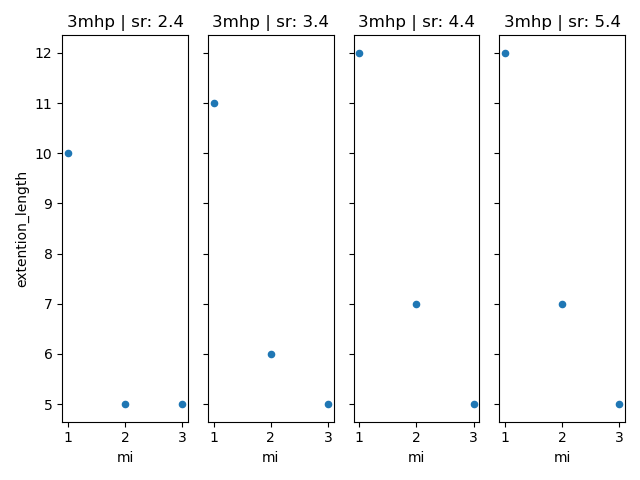 3mhp | sr: 2.4
3mhp | sr: 3.4
3mhp | sr: 4.4
3mhp | sr: 5.4
extention_length
12
11
10
9
8
7
6
5
1 2 3
1 2 3
1 2 3
1 2 3
mi
mi
mi
mi